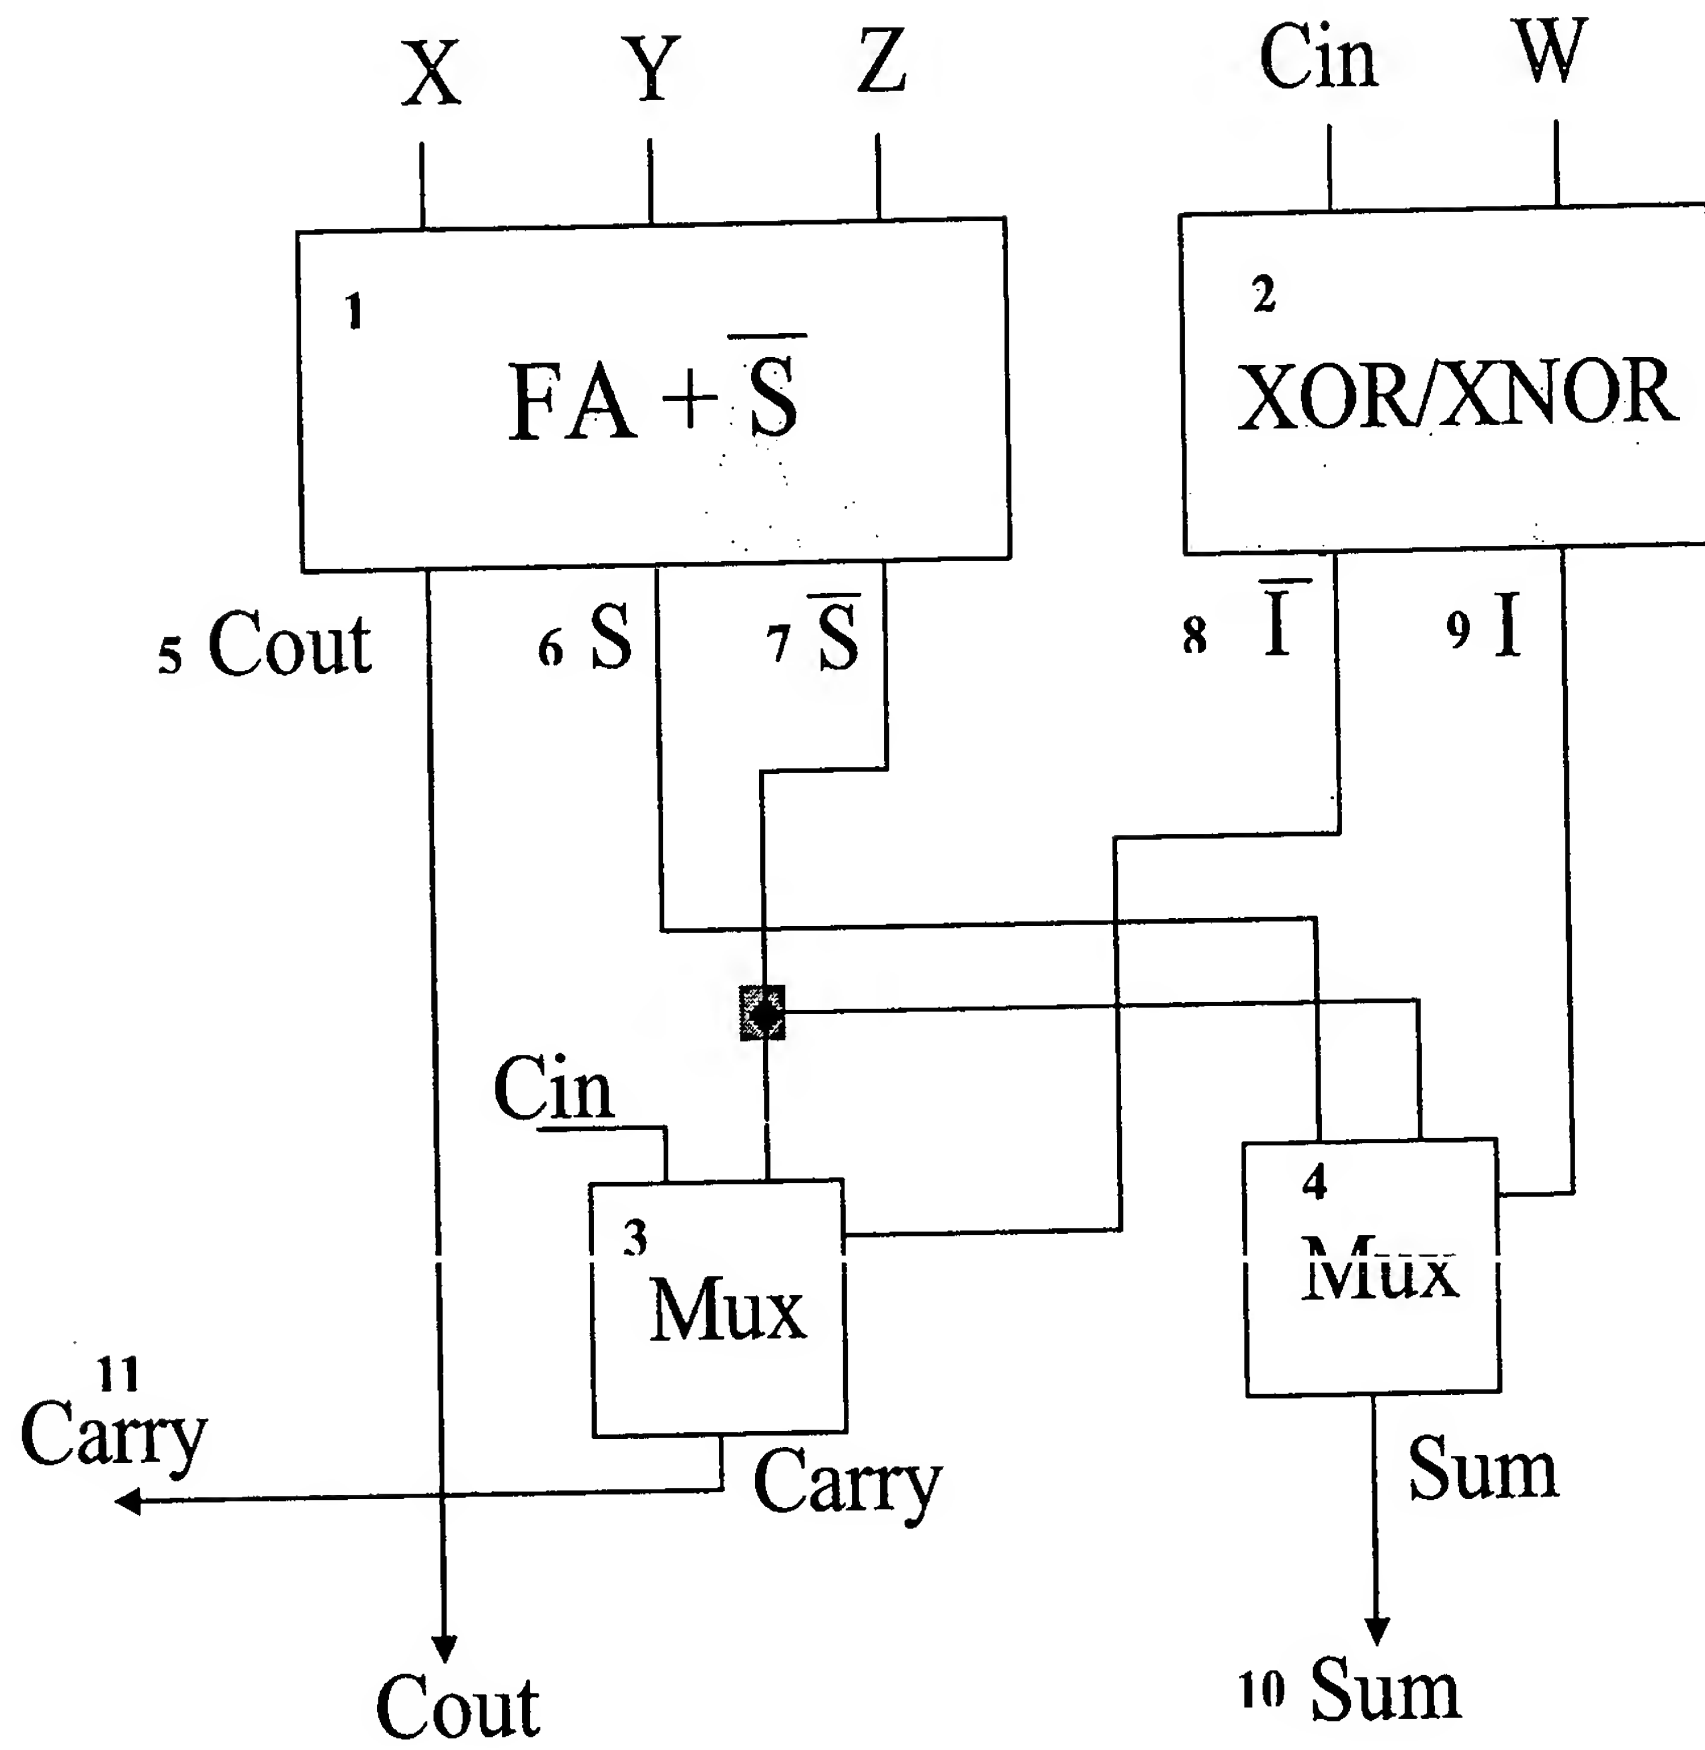 X Y Z Cin W
1 2
FA + S̅ XOR/XNOR
5 Cout 6 S 7 S̅ 8 I̅ 9 I
Cin
3 4
Mux Mux
11
Carry Carry Sum
Cout 10 Sum